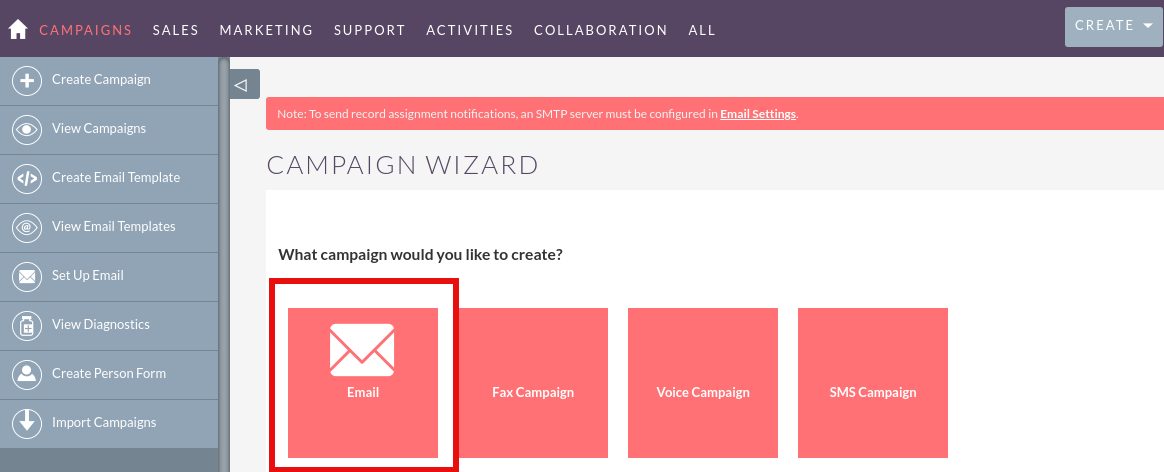 CAMPAIGNS SALES MARKETING SUPPORT ACTIVITIES COLLABORATION ALL CREATE
Create Campaign
View Campaigns
Create Email Template
View Email Templates
Set Up Email
View Diagnostics
Create Person Form
Import Campaigns
Note: To send record assignment notifications, an SMTP server must be configured in Email Settings.
CAMPAIGN WIZARD
What campaign would you like to create?
Email Fax Campaign Voice Campaign SMS Campaign